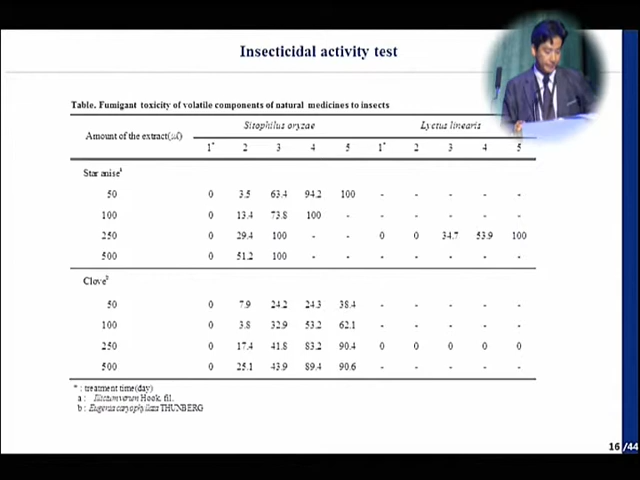 Insecticidal activity test
Table. Fumigant toxicity of volatile components of natural medicines to insects
Amount of the extract(㎕) Sitophilus oryzae Lyctus linearis
1* 2 3 4 5 1* 2 3 4 5
Star anise a
50 0 3.5 63.4 94.2 100 - - - - -
100 0 13.4 73.8 100 - - - - -
250 0 29.4 100 - - 0 0 34.7 53.9 100
500 0 51.2 100 - - - - - - -
Clove b
50 0 7.9 24.2 24.3 38.4 - - - - -
100 0 3.8 32.9 53.2 62.1 - - - - -
250 0 17.4 41.8 83.2 90.4 0 0 0 0 0
500 0 25.1 43.9 89.4 90.6 - - - - -
* : treatment time(day)
a : Illicium verum Hook. fil.
b : Eugenia caryophyllata THUNBERG
16 /44